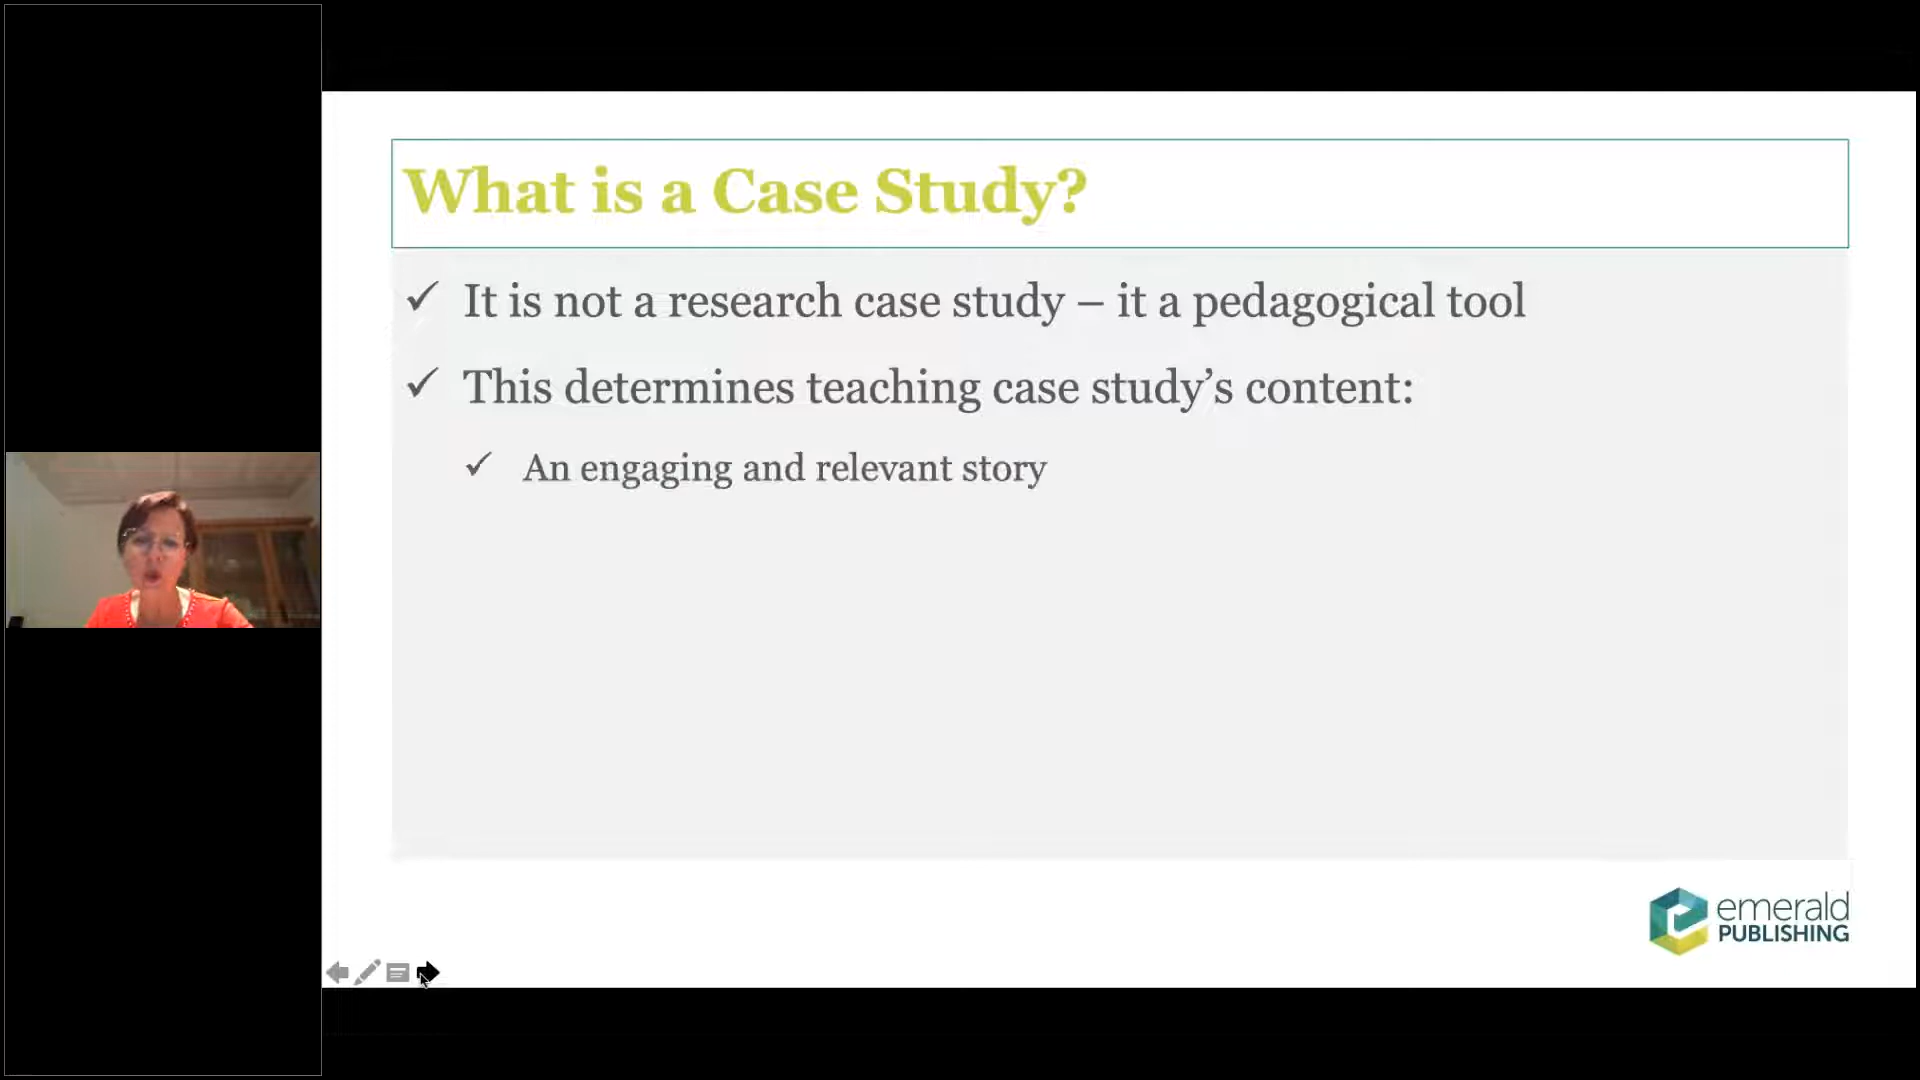 What is a Case Study?
It is not a research case study – it a pedagogical tool
This determines teaching case study’s content:
An engaging and relevant story
emerald
PUBLISHING